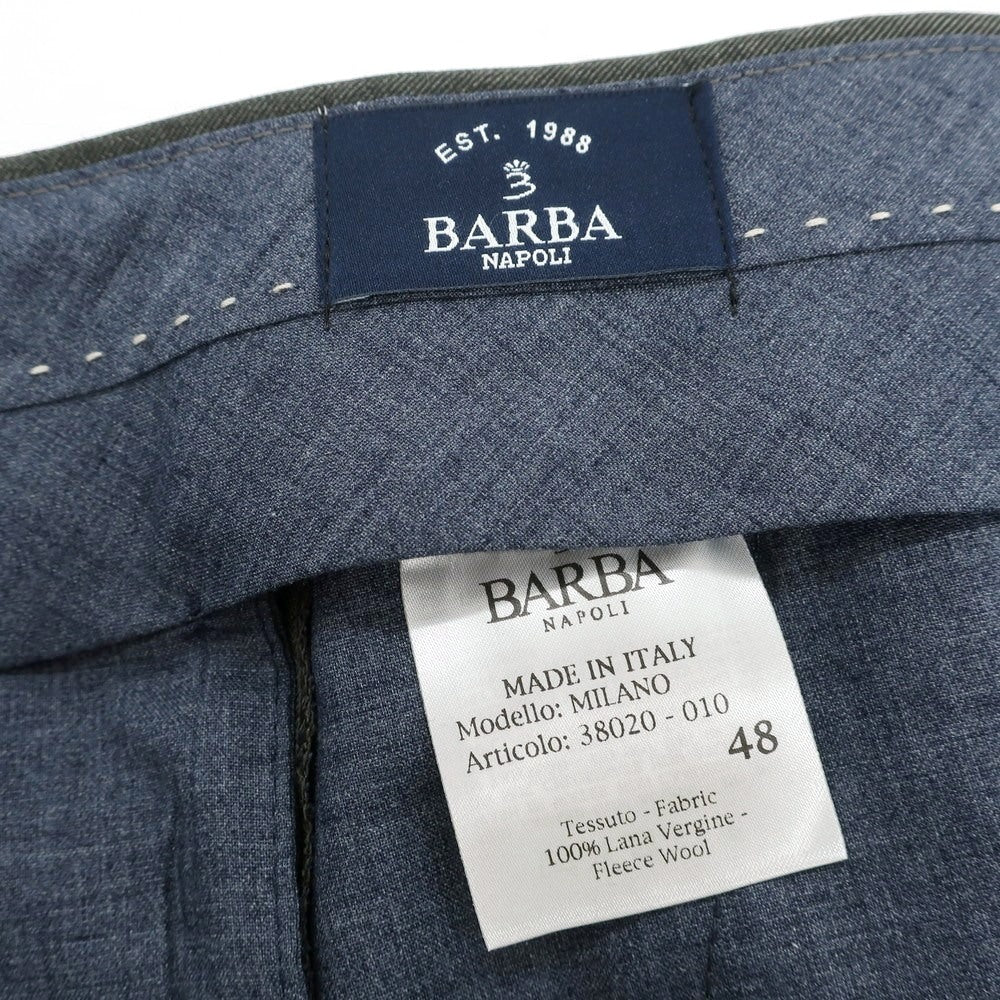 EST. 1988
BARBA
NAPOLI
BARBA
NAPOLI
MADE IN ITALY
Modello: MILANO
Articolo: 38020 - 010
48
Tessuto - Fabric
100% Lana Vergine -
Fleece Wool